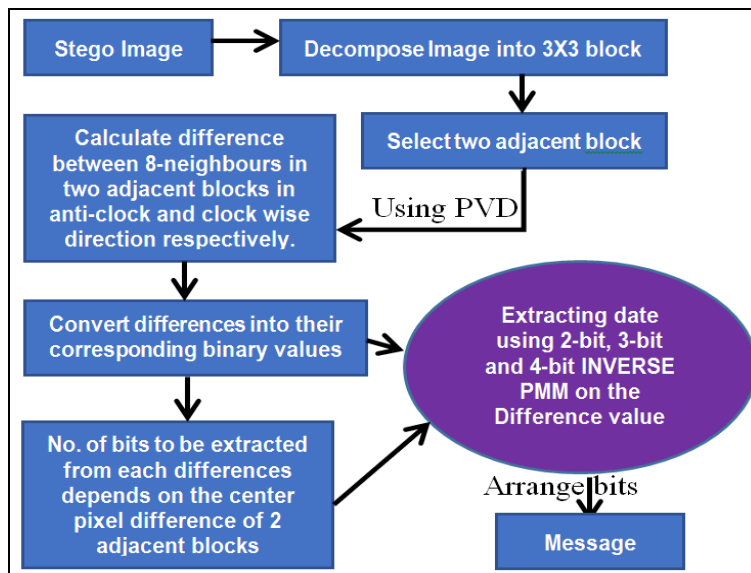 Stego Image
Decompose Image into 3X3 block
Select two adjacent block
Calculate difference
between 8-neighbours in
two adjacent blocks in
anti-clock and clock wise
direction respectively.
Using PVD
Convert differences into their
corresponding binary values
Extracting date
using 2-bit, 3-bit
and 4-bit INVERSE
PMM on the
Difference value
No. of bits to be extracted
from each differences
depends on the center
pixel difference of 2
adjacent blocks
Arrange bits
Message